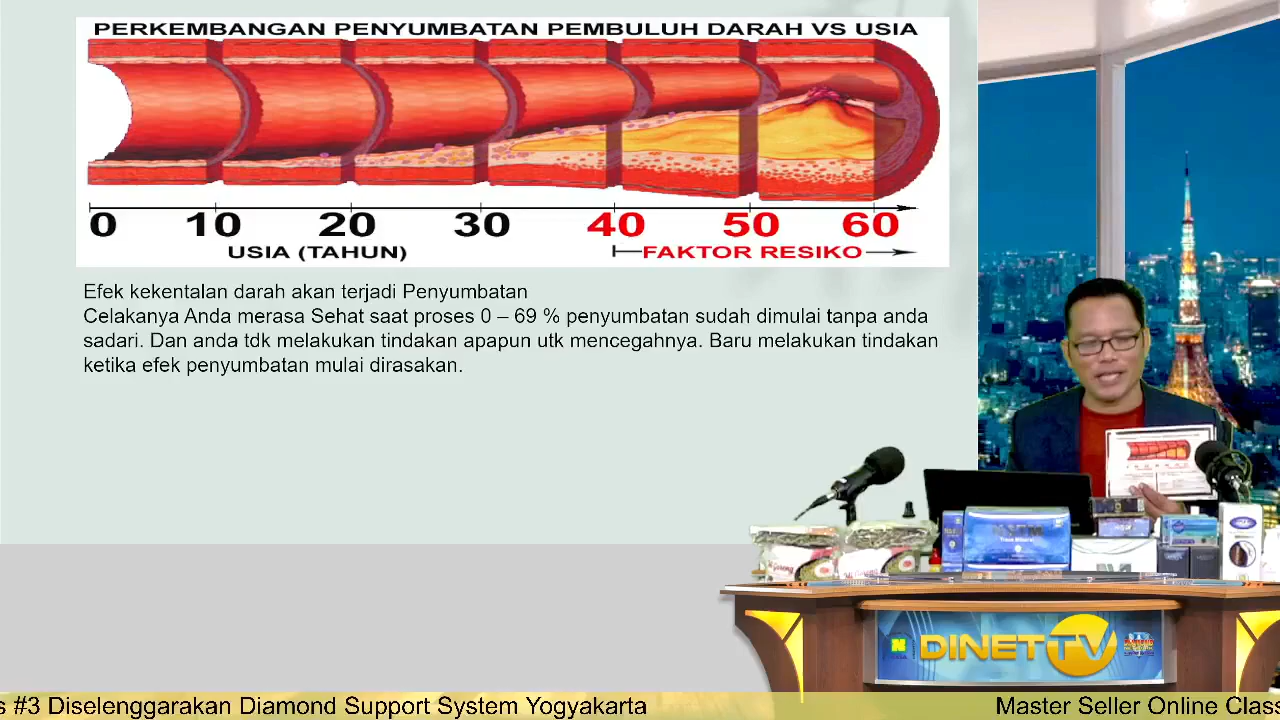 PERKEMBANGAN PENYUMBATAN PEMBULUH DARAH VS USIA
0 10 20 30 40 50 60
USIA (TAHUN) FAKTOR RESIKO
Efek kekentalan darah akan terjadi Penyumbatan
Celakanya Anda merasa Sehat saat proses 0 – 69 % penyumbatan sudah dimulai tanpa anda
sadari. Dan anda tdk melakukan tindakan apapun utk mencegahnya. Baru melakukan tindakan
ketika efek penyumbatan mulai dirasakan.
DINET TV
s #3 Diselenggarakan Diamond Support System Yogyakarta
Master Seller Online Clas